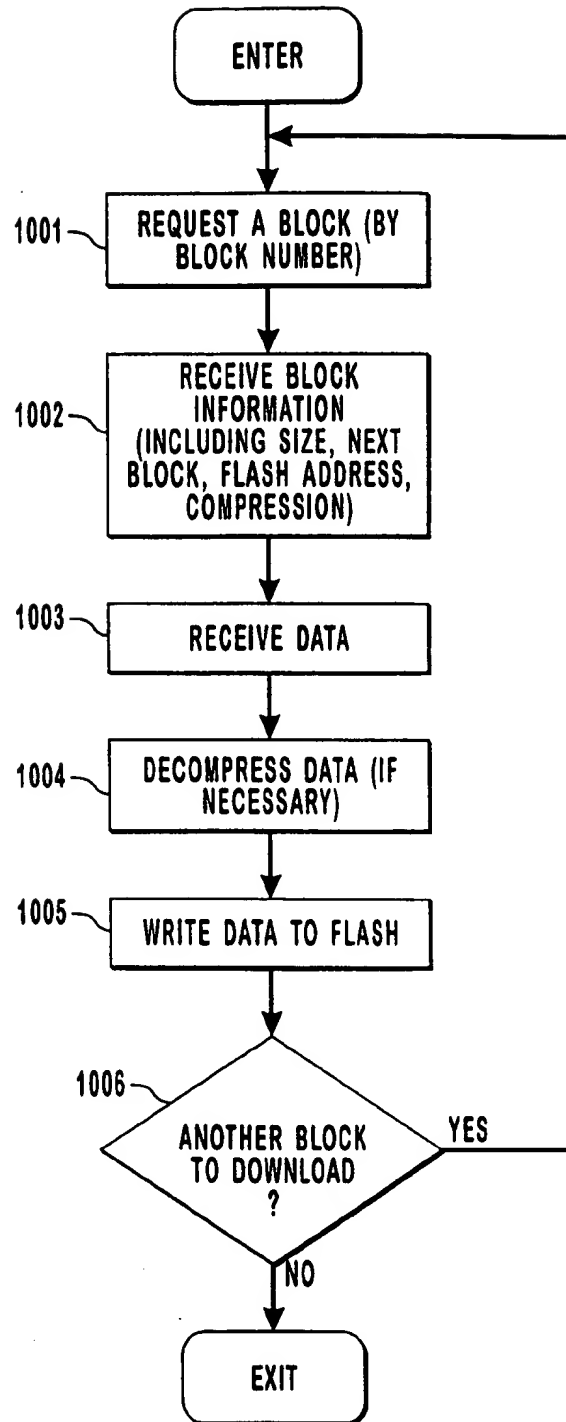 ENTER
1001
REQUEST A BLOCK (BY
BLOCK NUMBER)
1002
RECEIVE BLOCK
INFORMATION
(INCLUDING SIZE, NEXT
BLOCK, FLASH ADDRESS,
COMPRESSION)
1003
RECEIVE DATA
1004
DECOMPRESS DATA (IF
NECESSARY)
1005
WRITE DATA TO FLASH
1006
ANOTHER BLOCK
TO DOWNLOAD
?
YES
NO
EXIT